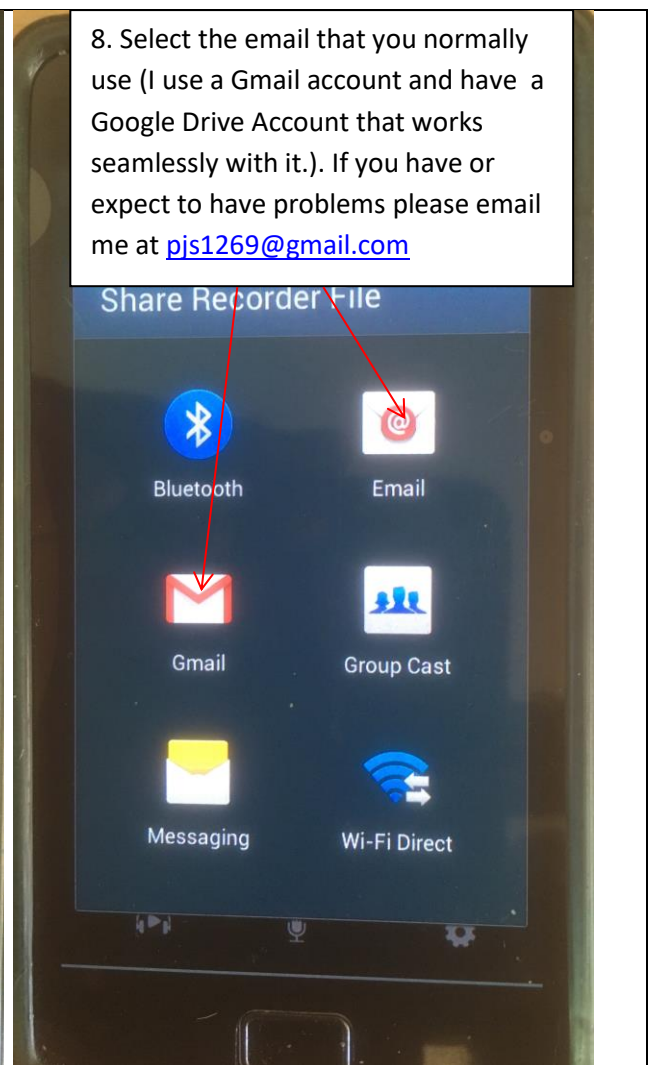 8. Select the email that you normally
use (I use a Gmail account and have  a
Google Drive Account that works
seamlessly with it.). If you have or
expect to have problems please email
me at pjs1269@gmail.com
Share Recorder File
Bluetooth
Email
Gmail
Group Cast
Messaging
Wi-Fi Direct